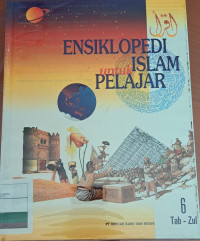 ENSIKLOPEDI
ISLAM
untuk
PELAJAR
6
Tab - Zul